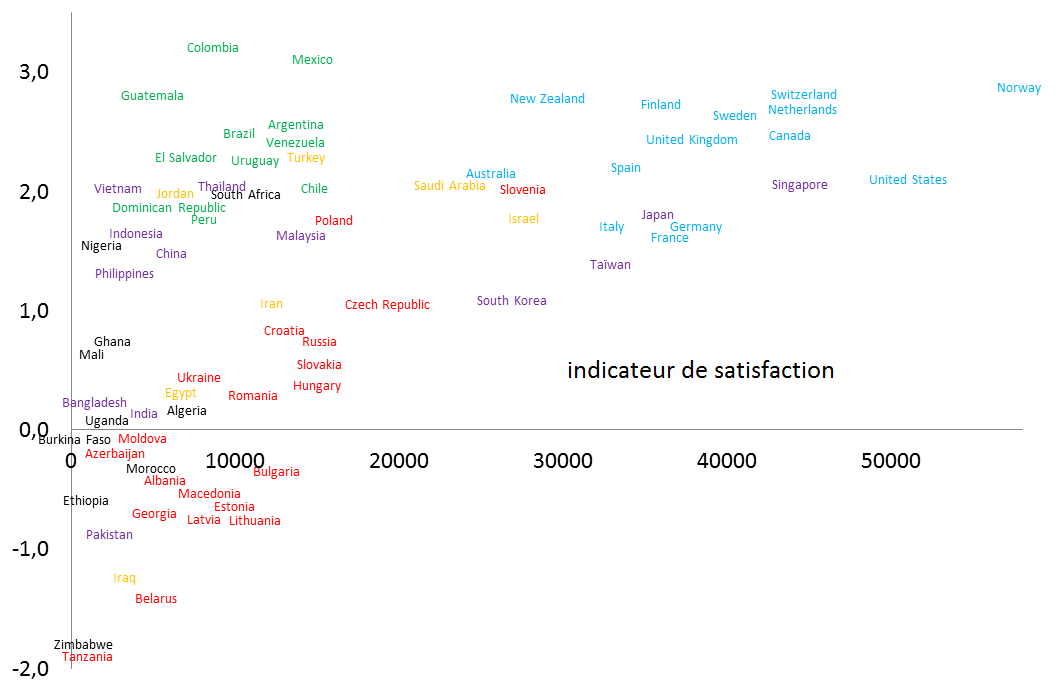 Colombia
Mexico
3,0
Norway
Guatemala
Switzerland
New Zealand
Finland
Netherlands
Sweden
Argentina
Brazil
Canada
United Kingdom
Venezuela
El Salvador
Turkey
Uruguay
Spain
Australia
United States
2,0
Vietnam
Thailand
Saudi Arabia
Singapore
Jordan
South Africa
Chile
Slovenia
Dominican Republic
Peru
Poland
Israel
Japan
Indonesia
Malaysia
Italy
Germany
France
Nigeria
China
Philippines
Taïwan
1,0
Iran
Czech Republic
South Korea
Croatia
Ghana
Russia
Mali
Slovakia
indicateur de satisfaction
Ukraine
Hungary
Egypt
Romania
Bangladesh
India
Algeria
Uganda
0,0
Burkina Faso
Moldova
Azerbaijan
0 10000 20000 30000 40000 50000
Morocco
Bulgaria
Albania
Macedonia
Ethiopia
Estonia
Georgia
Latvia
Lithuania
Pakistan
-1,0
Iraq
Belarus
Zimbabwe
Tanzania
-2,0